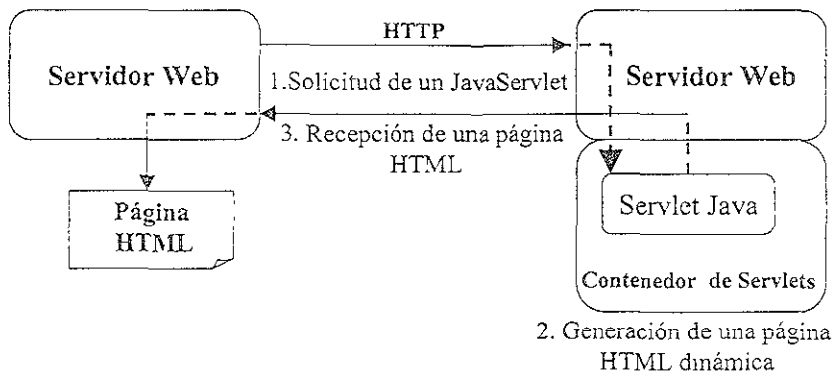 HTTP
Servidor Web
1.Solicitud de un JavaServlet
Servidor Web
3. Recepción de una página
HTML
Página
HTML
Servlet Java
Contenedor de Servlets
2. Generación de una página
HTML dinámica